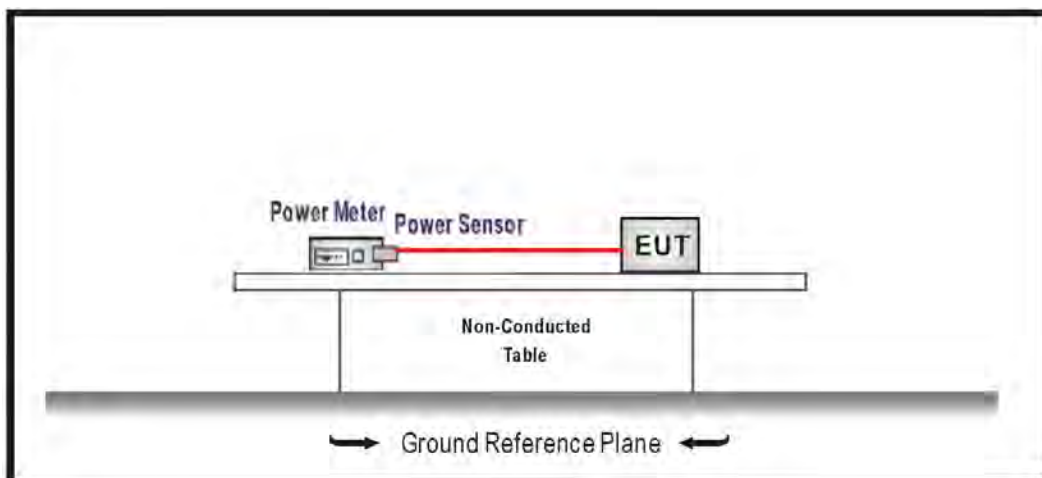 Power Meter
Power Sensor
EUT
Non-Conducted
Table
Ground Reference Plane